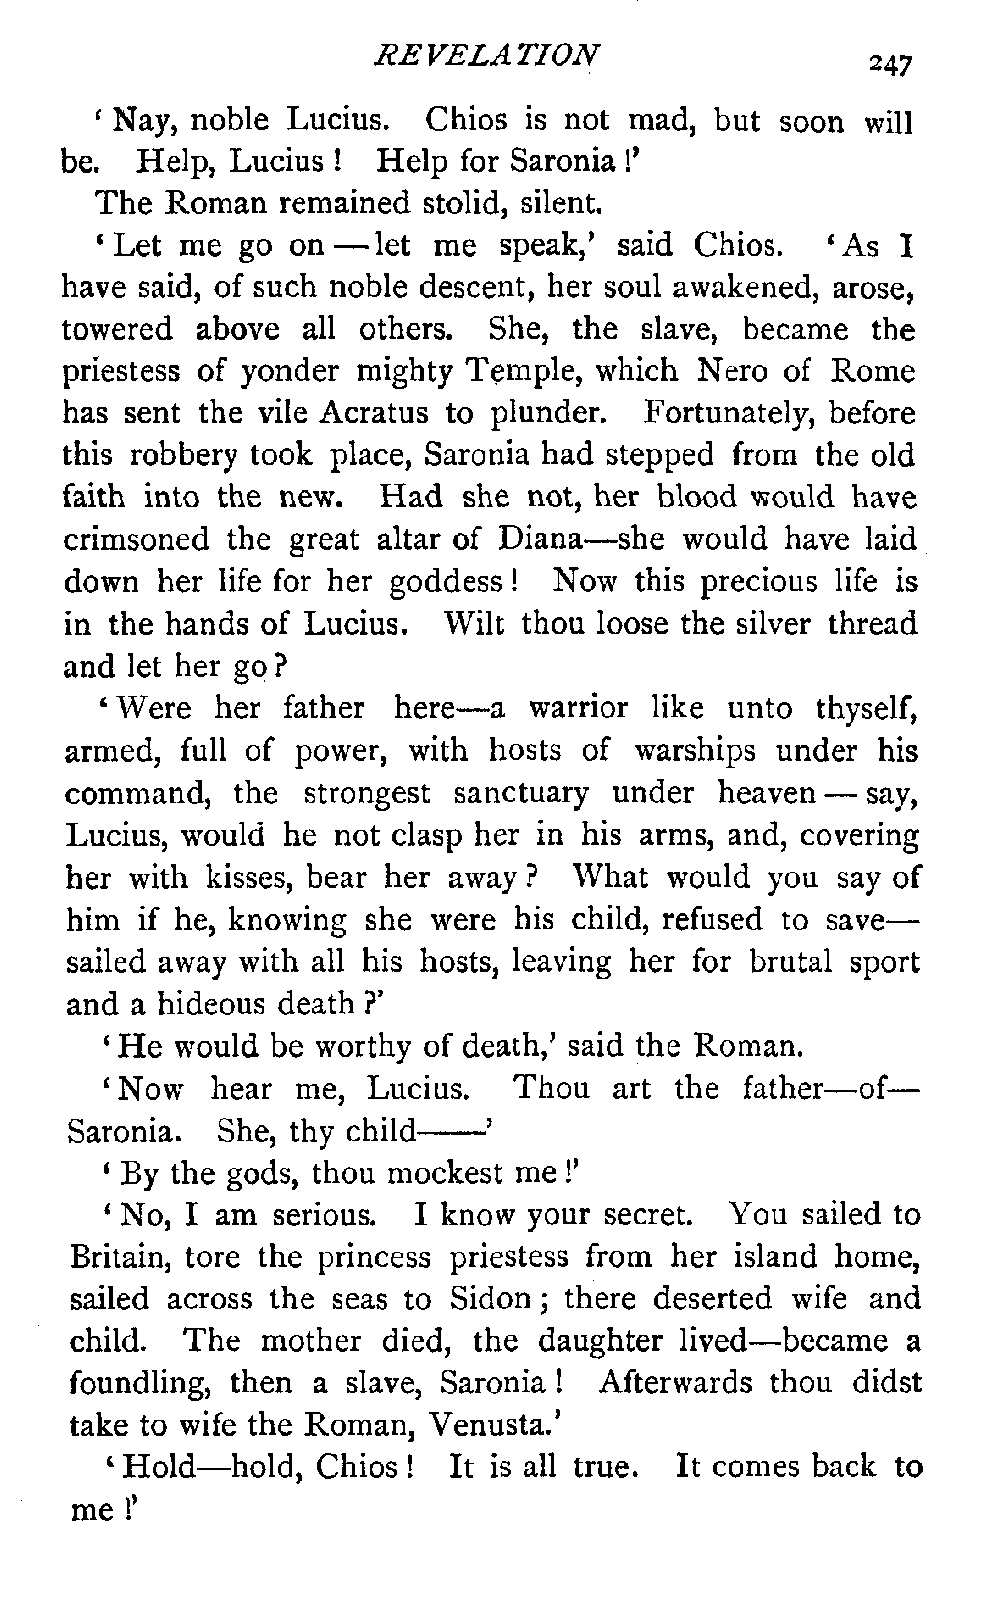 REVELATION 247
‘Nay, noble Lucius. Chios is not mad, but soon will
be. Help, Lucius! Help for Saronia!’
The Roman remained stolid, silent.
‘Let me go on—let me speak,’ said Chios. ‘As I
have said, of such noble descent, her soul awakened, arose,
towered above all others. She, the slave, became the
priestess of yonder mighty Temple, which Nero of Rome
has sent the vile Acratus to plunder. Fortunately, before
this robbery took place, Saronia had stepped from the old
faith into the new. Had she not, her blood would have
crimsoned the great altar of Diana—she would have laid
down her life for her goddess! Now this precious life is
in the hands of Lucius. Wilt thou loose the silver thread
and let her go?
‘Were her father here—a warrior like unto thyself,
armed, full of power, with hosts of warships under his
command, the strongest sanctuary under heaven—say,
Lucius, would he not clasp her in his arms, and, covering
her with kisses, bear her away? What would you say of
him if he, knowing she were his child, refused to save—
sailed away with all his hosts, leaving her for brutal sport
and a hideous death?’
‘He would be worthy of death,’ said the Roman.
‘Now hear me, Lucius. Thou art the father—of—
Saronia. She, thy child——’
‘By the gods, thou mockest me!’
‘No, I am serious. I know your secret. You sailed to
Britain, tore the princess priestess from her island home,
sailed across the seas to Sidon; there deserted wife and
child. The mother died, the daughter lived—became a
foundling, then a slave, Saronia! Afterwards thou didst
take to wife the Roman, Venusta.’
‘Hold—hold, Chios! It is all true. It comes back to
me!’